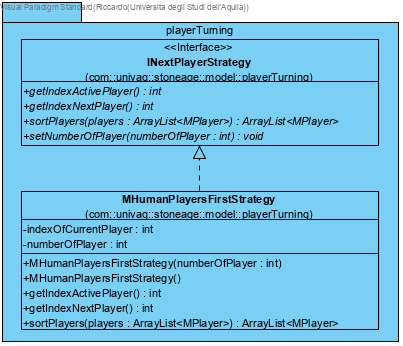 Visual Paradigm Standard(Riccardo(Universita degli Studi dell'Aquila))
playerTurning
<<Interface>>
INextPlayerStrategy
(com::univaq::stoneage::model::playerTurning)
+getIndexActivePlayer() : int
+getIndexNextPlayer() : int
+sortPlayers(players : ArrayList<MPlayer>) : ArrayList<MPlayer>
+setNumberOfPlayer(numberOfPlayer : int) : void
MHumanPlayersFirstStrategy
(com::univaq::stoneage::model::playerTurning)
-indexOfCurrentPlayer : int
-numberOfPlayer : int
+MHumanPlayersFirstStrategy(numberOfPlayer : int)
+MHumanPlayersFirstStrategy()
+getIndexActivePlayer() : int
+getIndexNextPlayer() : int
+sortPlayers(players : ArrayList<MPlayer>) : ArrayList<MPlayer>